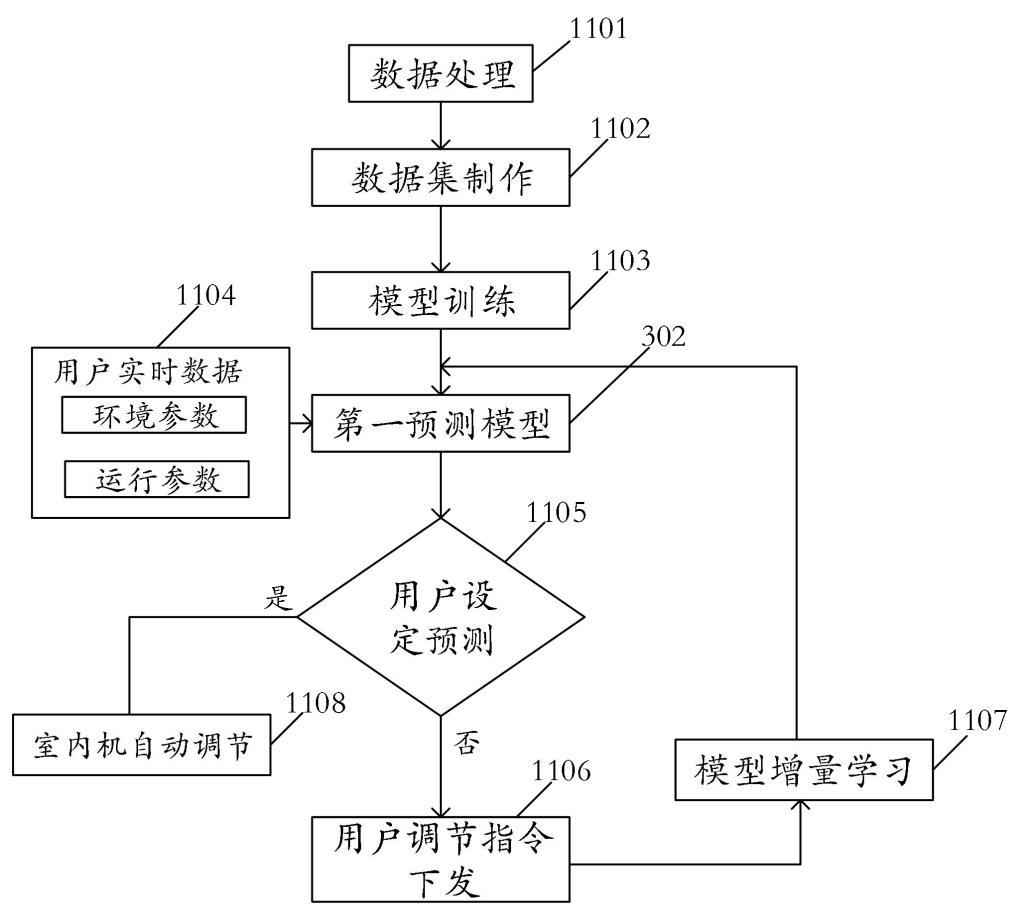 1101
数据处理
1102
数据集制作
1103
模型训练
1104
302
用户实时数据
环境参数
第一预测模型
运行参数
1105
是
用户设
定预测
1108
室内机自动调节
否
1107
模型增量学习
1106
用户调节指令
下发